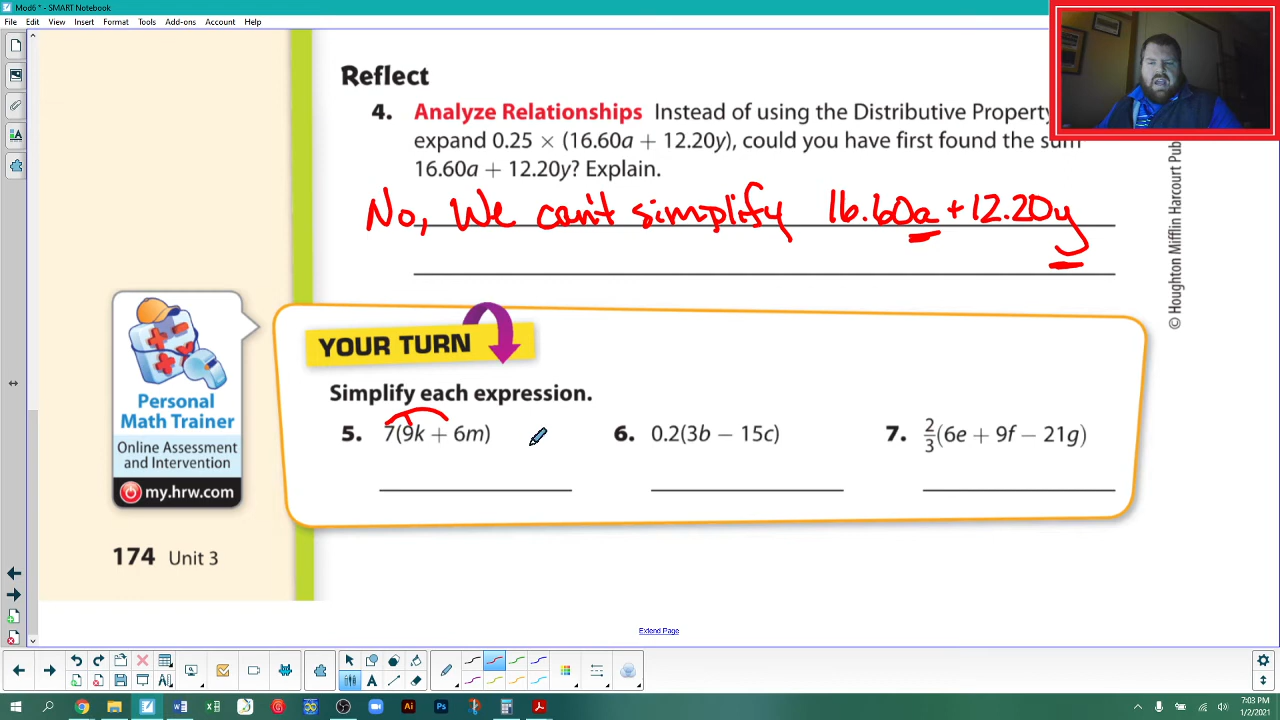 Mod6 * - SMART Notebook
File Edit View Insert Format Tools Add-ons Account Help
Reflect
4. Analyze Relationships Instead of using the Distributive Property
expand 0.25 × (16.60a + 12.20y), could you have first found the sum
16.60a + 12.20y? Explain.
No, We can't simplify 16.60a + 12.20y
© Houghton Mifflin Harcourt Pub
YOUR TURN
Simplify each expression.
5. 7(9k + 6m)
6. 0.2(3b − 15c)
7. 2/3(6e + 9f − 21g)
Personal
Math Trainer
Online Assessment
and Intervention
my.hrw.com
174 Unit 3
Extend Page
7:03 PM
1/2/2021